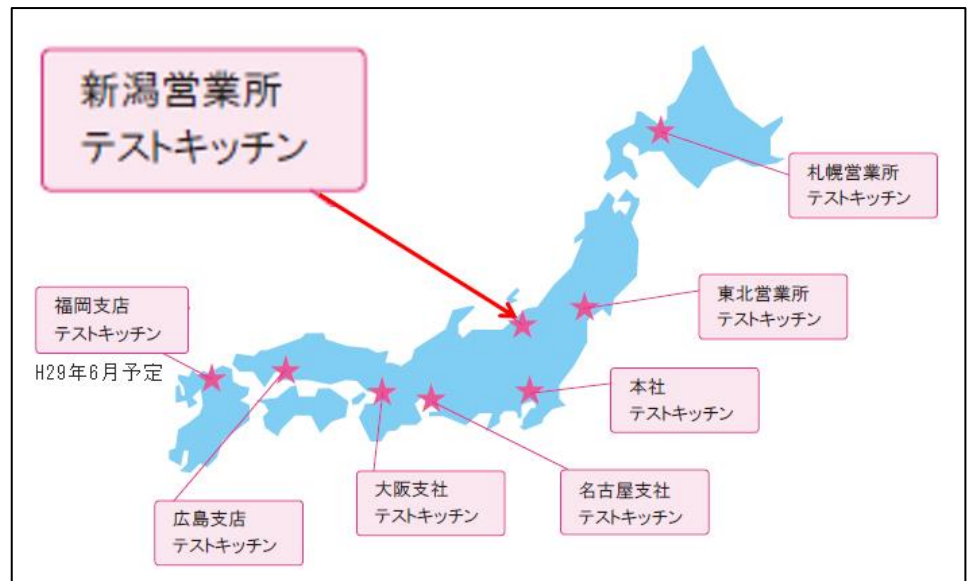 新潟営業所
テストキッチン
札幌営業所
テストキッチン
東北営業所
テストキッチン
福岡支店
テストキッチン
H29年6月予定
本社
テストキッチン
大阪支社
テストキッチン
名古屋支社
テストキッチン
広島支店
テストキッチン